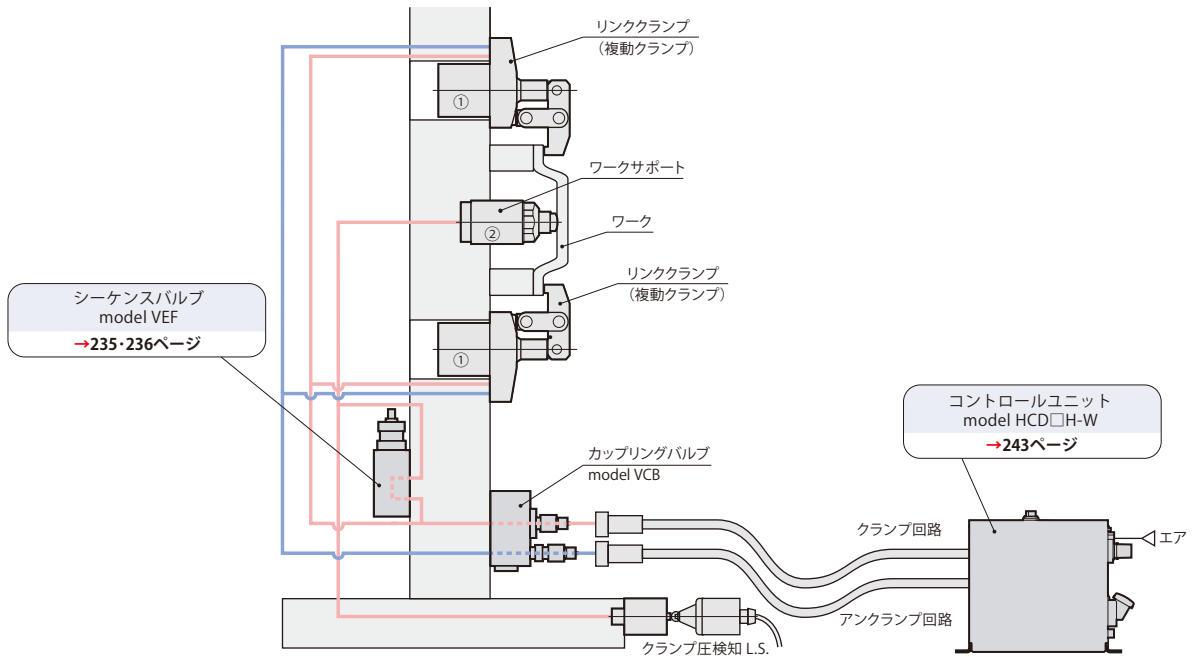 リンククランプ
（複動クランプ）
①
ワークサポート
②
ワーク
リンククランプ
（複動クランプ）
①
シーケンスバルブ
model VEF
→235･236ページ
カップリングバルブ
model VCB
コントロールユニット
model HCD□H-W
→243ページ
クランプ回路
エア
アンクランプ回路
クランプ圧検知 L.S.